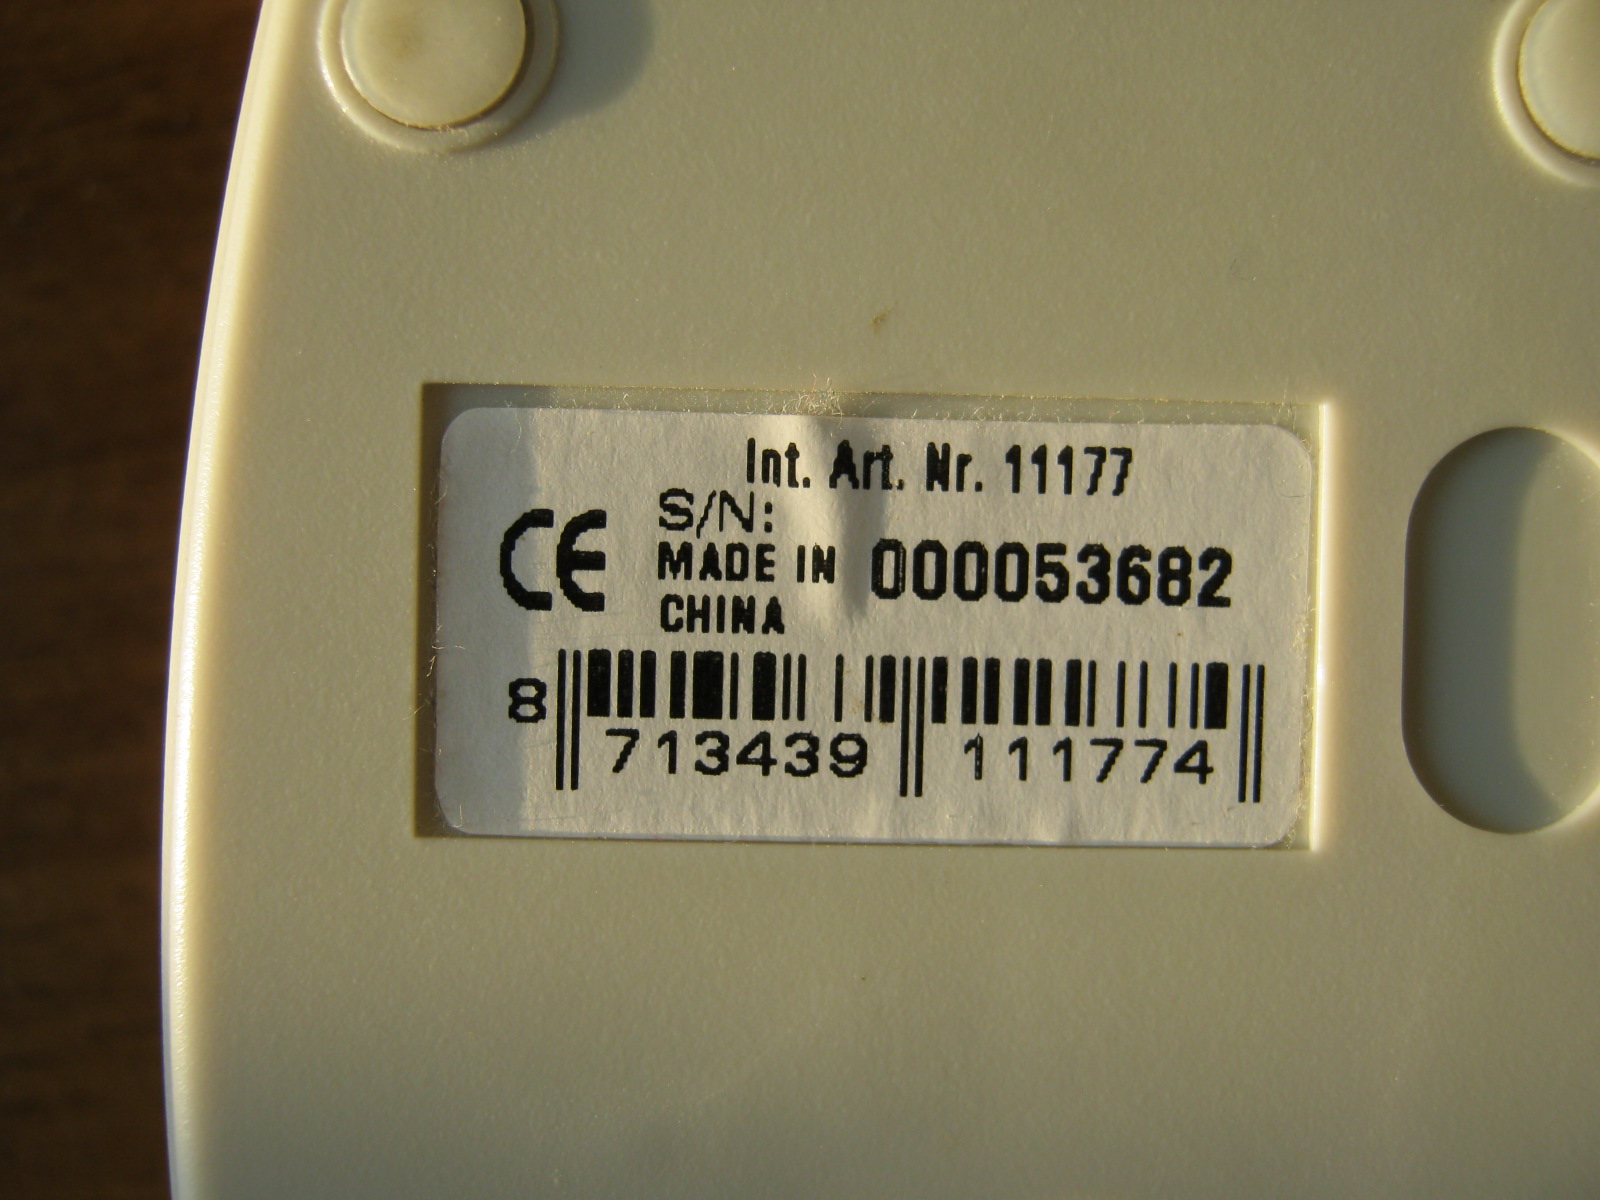 Int. Art. Nr. 11177
CE
S/N:
MADE IN
CHINA
000053682
8 713439 111774